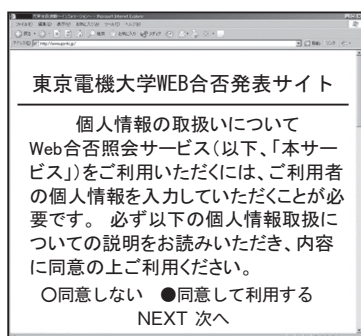 東京電機大学WEB合否発表サイト
個人情報の取扱いについて
Web合否照会サービス(以下、「本サー
ビス」)をご利用いただくには、ご利用者
の個人情報を入力していただくことが必
要です。 必ず以下の個人情報取扱に
ついての説明をお読みいただき、内容
に同意の上ご利用ください。
○同意しない ●同意して利用する
NEXT 次へ